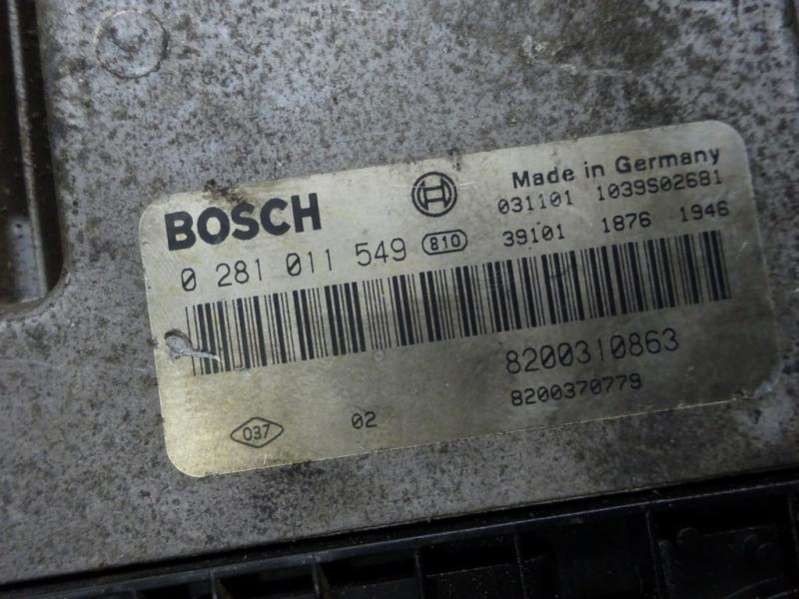 BOSCH
Made in Germany
031101 1039S02681
0 281 011 549 810 39101 1876 1946
8200310863
8200370779
037 02